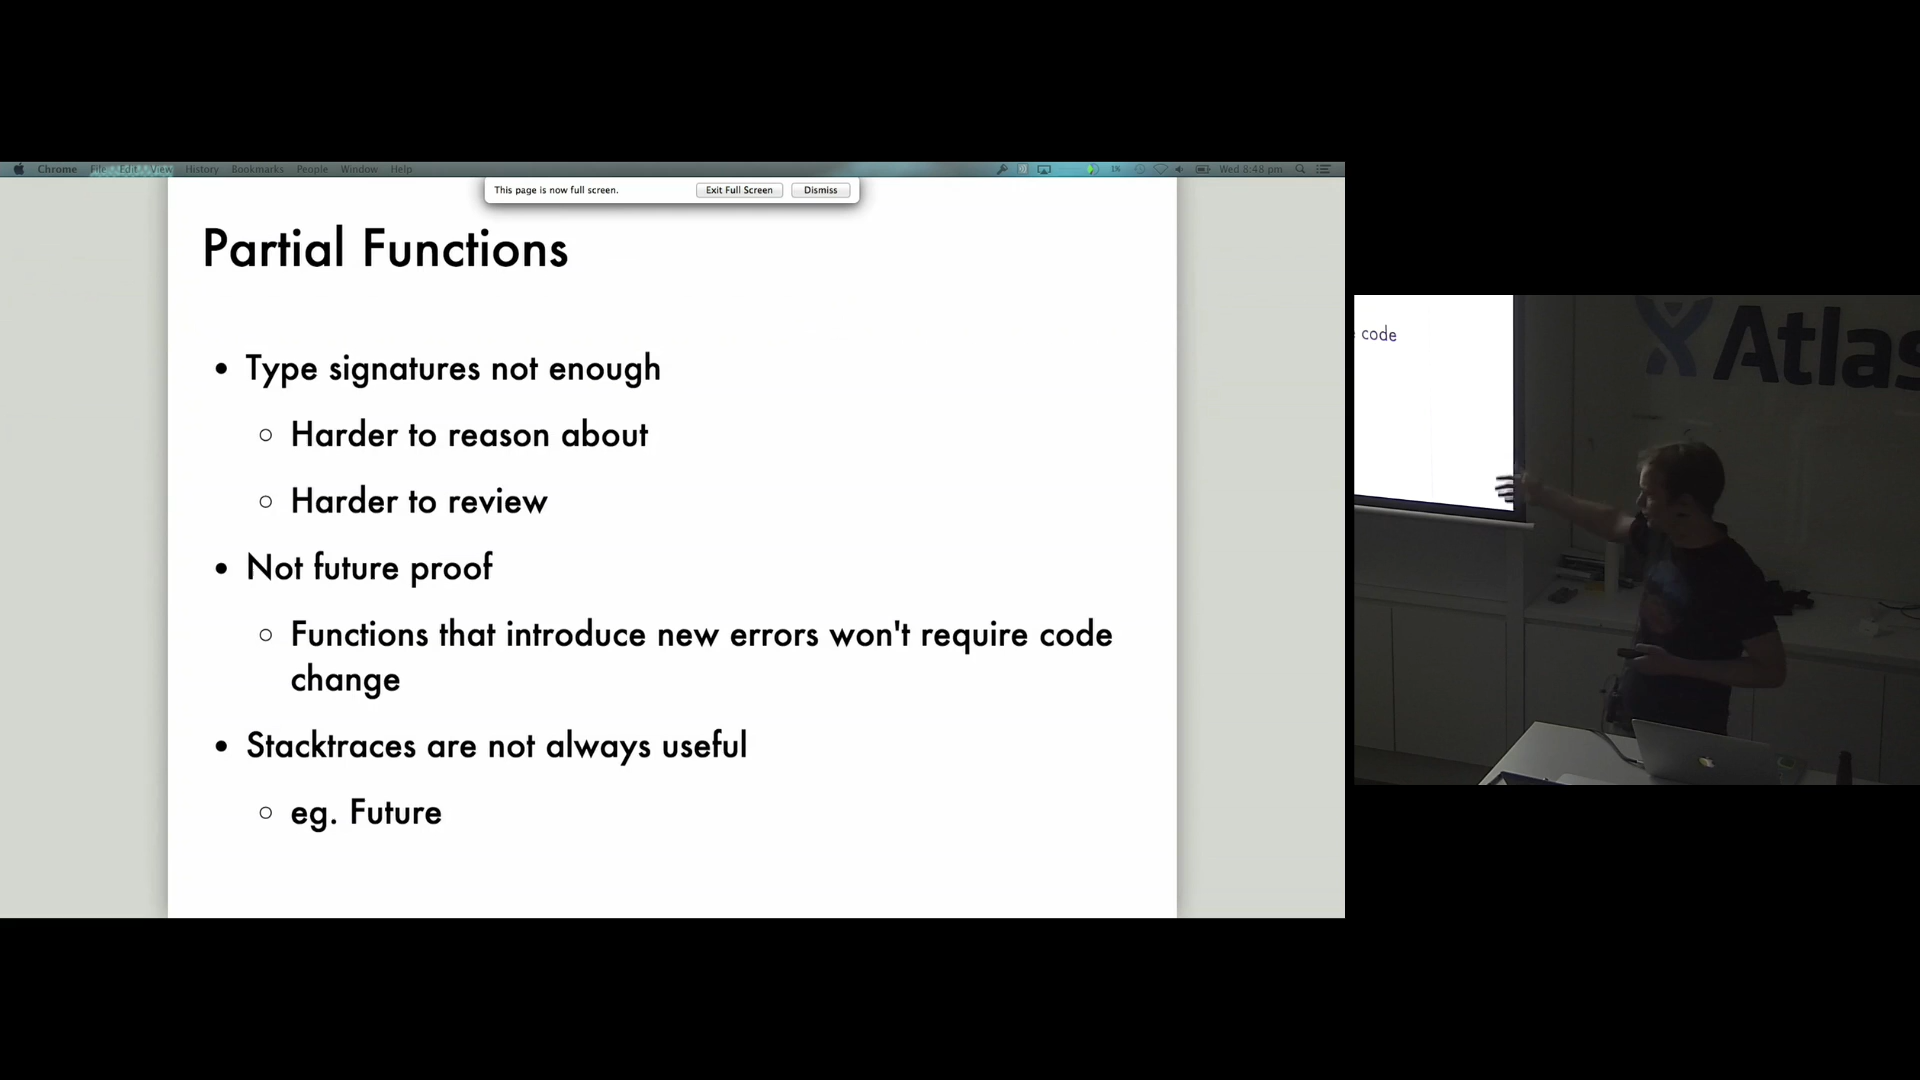 Chrome File Edit View History Bookmarks People Window Help
1% Wed 8:48 pm
This page is now full screen. Exit Full Screen Dismiss
Partial Functions
• Type signatures not enough
○ Harder to reason about
○ Harder to review
• Not future proof
○ Functions that introduce new errors won't require code
change
• Stacktraces are not always useful
○ eg. Future
code
Atlas